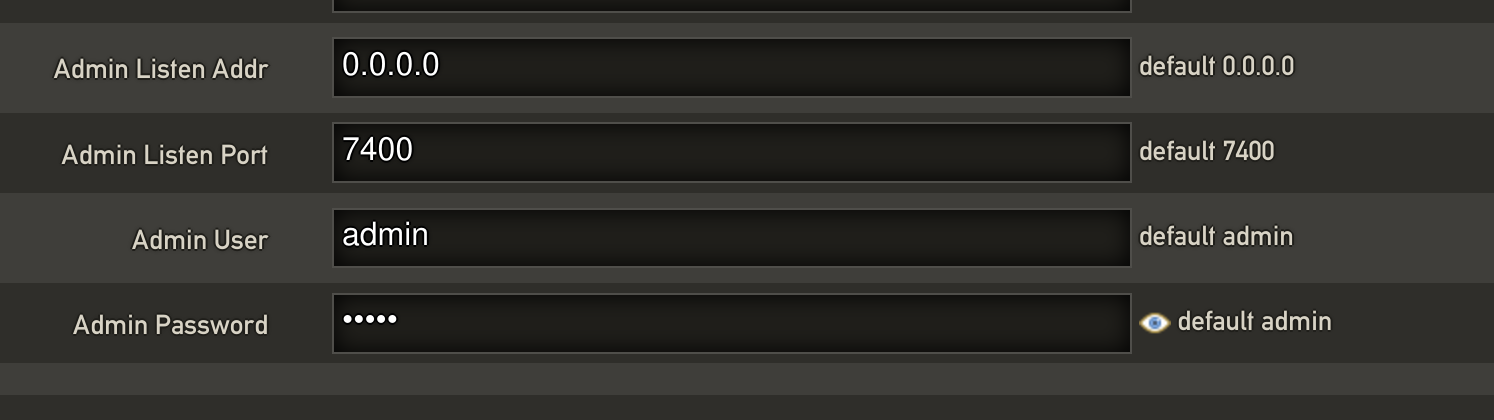 Admin Listen Addr 0.0.0.0 default 0.0.0.0
Admin Listen Port 7400 default 7400
Admin User admin default admin
Admin Password ••••• default admin